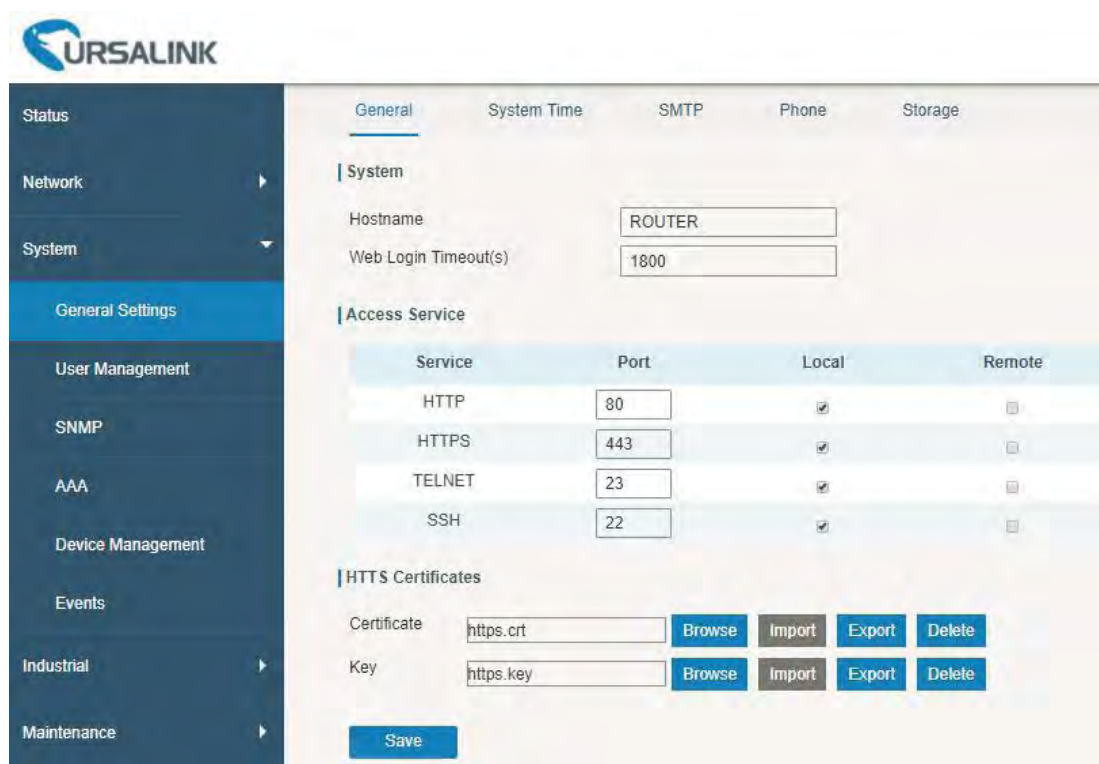 URSALINK
Status
Network
System
General Settings
User Management
SNMP
AAA
Device Management
Events
Industrial
Maintenance
General System Time SMTP Phone Storage
System
Hostname ROUTER
Web Login Timeout(s) 1800
Access Service
Service Port Local Remote
HTTP 80
HTTPS 443
TELNET 23
SSH 22
HTTS Certificates
Certificate https.crt Browse Import Export Delete
Key https.key Browse Import Export Delete
Save